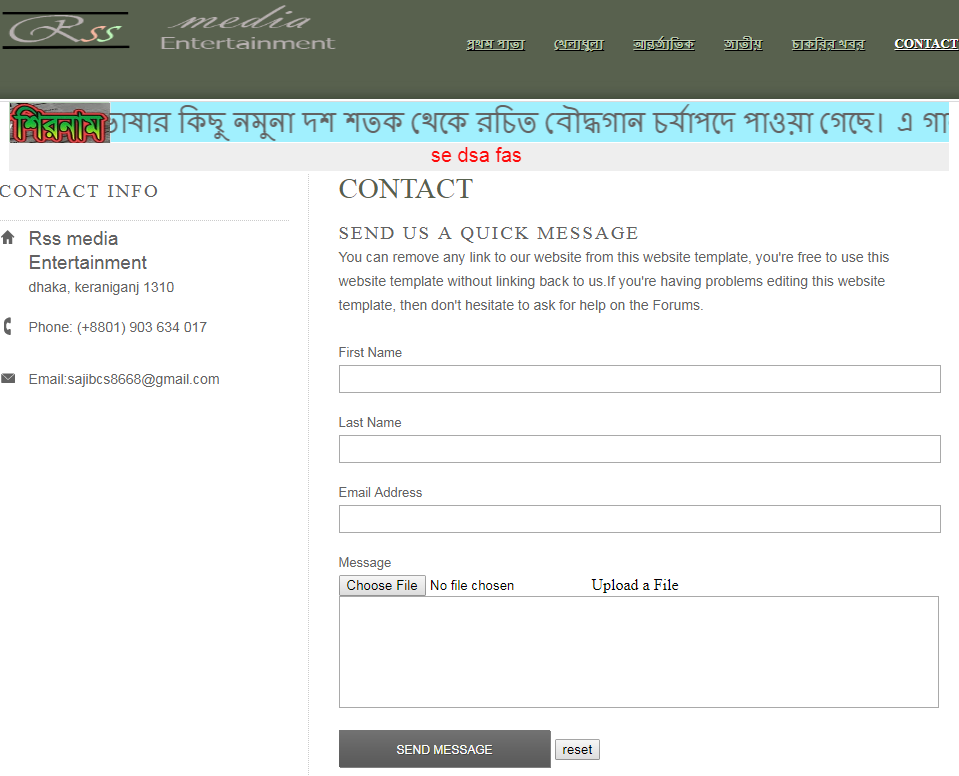 Rss media
Entertainment
প্রথম পাতা খেলাধুলা আন্তর্জাতিক জাতীয় চাকরির খবর CONTACT
শিরনাম ভাষার কিছু নমুনা দশ শতক থেকে রচিত বৌদ্ধগান চর্যাপদে পাওয়া গেছে। এ গা
se dsa fas
CONTACT INFO
Rss media
Entertainment
dhaka, keraniganj 1310
Phone: (+8801) 903 634 017
Email:sajibcs8668@gmail.com
CONTACT
SEND US A QUICK MESSAGE
You can remove any link to our website from this website template, you're free to use this
website template without linking back to us.If you're having problems editing this website
template, then don't hesitate to ask for help on the Forums.
First Name
Last Name
Email Address
Message
Choose File No file chosen Upload a File
SEND MESSAGE reset